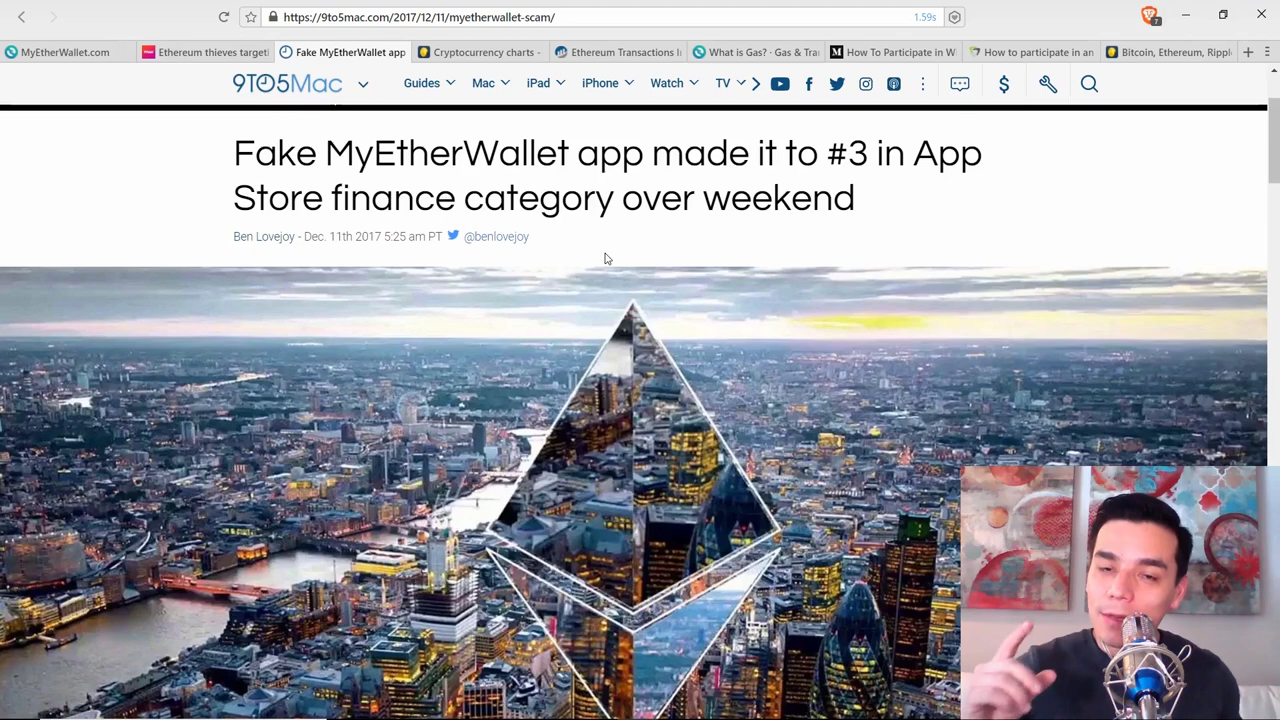 https://9to5mac.com/2017/12/11/myetherwallet-scam/
1.59s
7
MyEtherWallet.com
Ethereum thieves targeti
Fake MyEtherWallet app
Cryptocurrency charts -
Ethereum Transactions I
What is Gas? · Gas & Tra
How To Participate in W
How to participate in an
Bitcoin, Ethereum, Rippl
9TO5Mac
Guides
Mac
iPad
iPhone
Watch
TV
Fake MyEtherWallet app made it to #3 in App
Store finance category over weekend
Ben Lovejoy - Dec. 11th 2017 5:25 am PT @benlovejoy